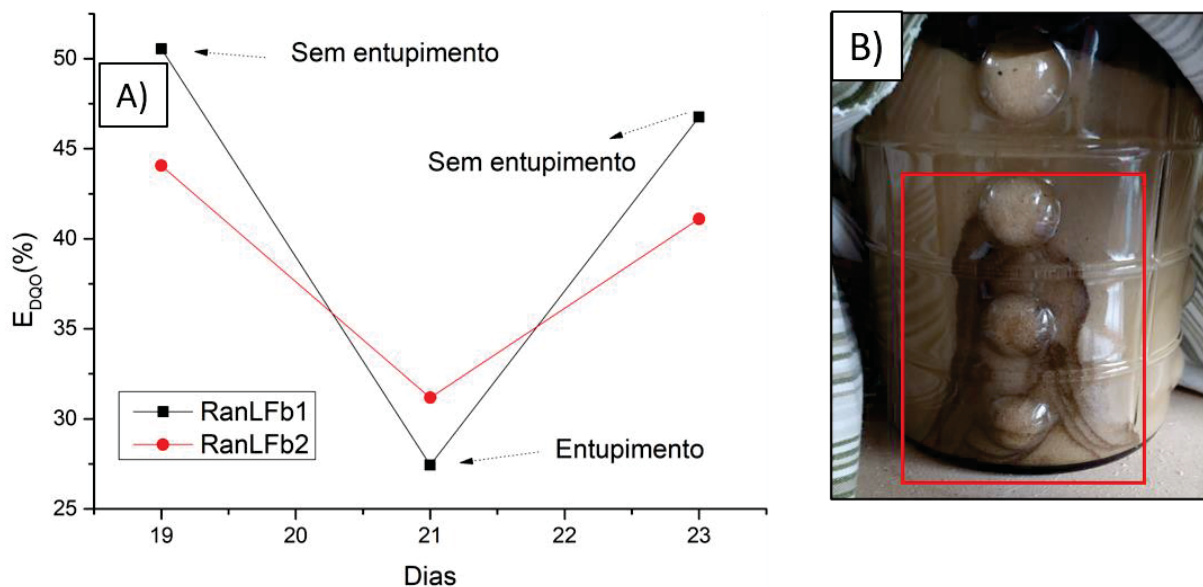 A)
B)
E_DQO(%)
50
45
40
35
30
25
Sem entupimento
Sem entupimento
Entupimento
RanLFb1
RanLFb2
19
20
21
22
23
Dias